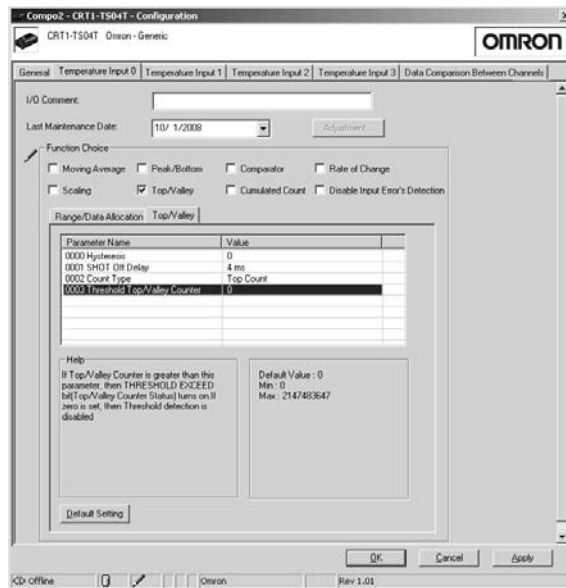 Compo2 - CRT1-TS04T - Configuration
CRT1-TS04T Omron - Generic
OMRON
General
Temperature Input 0
Temperature Input 1
Temperature Input 2
Temperature Input 3
Data Comparison Between Channels
I/O Comment:
Last Maintenance Date:
10/ 1/2008
Adjustment...
Function Choice
Moving Average
Peak/Bottom
Comparator
Rate of Change
Scaling
Top/Valley
Cumulated Count
Disable Input Error's Detection
Range/Data Allocation
Top/Valley
Parameter Name Value
0000 Hysteresis 0
0001 SHOT Off Delay 4 ms
0002 Count Type Top Count
0003 Threshold Top/Valley Counter 0
Help
If Top/Valley Counter is greater than this
parameter, then THRESHOLD EXCEED
bit(Top/Valley Counter Status) turns on.If
zero is set, then Threshold detection is
disabled
Default Value : 0
Min : 0
Max : 2147483647
Default Setting
OK
Cancel
Apply
Offline
Omron
Rev 1.01